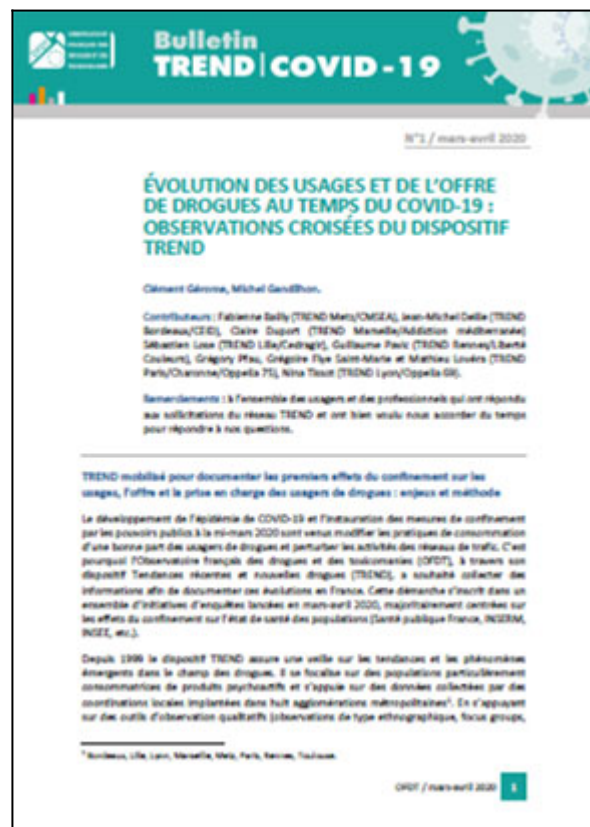 Bulletin
TREND | COVID-19
N°1 / mars-avril 2020
ÉVOLUTION DES USAGES ET DE L'OFFRE
DE DROGUES AU TEMPS DU COVID-19 :
OBSERVATIONS CROISÉES DU DISPOSITIF
TREND
Clément Gérome, Michel Gandilhon.
Contributeurs : Fabienne Bailly (TREND Metz/CMSEA), Jean-Michel Delile (TREND
Bordeaux/CEID), Claire Duport (TREND Marseille/Addiction méditerranée)
Sébastien Lose (TREND Lille/Cedragir), Guillaume Pavic (TREND Rennes/Liberté
Couleurs), Grégory Pfau, Grégoire Flye Saint-Marie et Mathieu Lovéra (TREND
Paris/Charonne/Oppelia 75), Nina Tissot (TREND Lyon/Oppelia 69).
Remerciements : à l'ensemble des usagers et des professionnels qui ont répondu
aux sollicitations du réseau TREND et ont bien voulu nous accorder du temps
pour répondre à nos questions.
TREND mobilisé pour documenter les premiers effets du confinement sur les
usages, l'offre et la prise en charge des usagers de drogues : enjeux et méthode
Le développement de l'épidémie de COVID-19 et l'instauration des mesures de confinement
par les pouvoirs publics à la mi-mars 2020 sont venus modifier les pratiques de consommation
d'une bonne part des usagers de drogues et perturber les activités des réseaux de trafic. C'est
pourquoi l'Observatoire français des drogues et des toxicomanies (OFDT), à travers son
dispositif Tendances récentes et nouvelles drogues (TREND), a souhaité collecter des
informations afin de documenter ces évolutions en France. Cette démarche s'inscrit dans un
ensemble d'initiatives d'enquêtes lancées en mars-avril 2020, majoritairement centrées sur
les effets du confinement sur l'état de santé des populations (Santé publique France, INSERM,
INSEE, etc.).
Depuis 1999 le dispositif TREND assure une veille sur les tendances et les phénomènes
émergents dans le champ des drogues. Il se focalise sur des populations particulièrement
consommatrices de produits psychoactifs et s'appuie sur des données collectées par des
coordinations locales implantées dans huit agglomérations métropolitaines¹. En s'appuyant
sur des outils d'observation qualitatifs (observations de type ethnographique, focus groups,
¹ Bordeaux, Lille, Lyon, Marseille, Metz, Paris, Rennes, Toulouse.
OFDT / mars-avril 2020 1